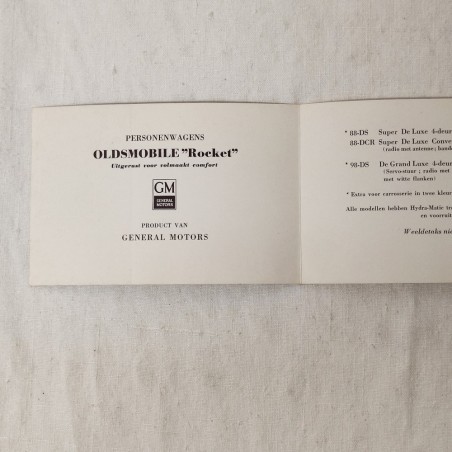 PERSONENWAGENS
OLDSMOBILE "Rocket"
Uitgerust voor volmaakt comfort
GM
GENERAL
MOTORS
PRODUCT VAN
GENERAL MOTORS
* 88-DS Super De Luxe 4-deur
88-DCR Super De Luxe Conve
(radio met antenne; band
* 98-DS De Grand Luxe 4-deur
(Servo-stuur ; radio met
met witte flanken)
* Extra voor carrosserie in twee kleur
Alle modellen hebben Hydra-Matic
en vooruit
Weeldetaks ni